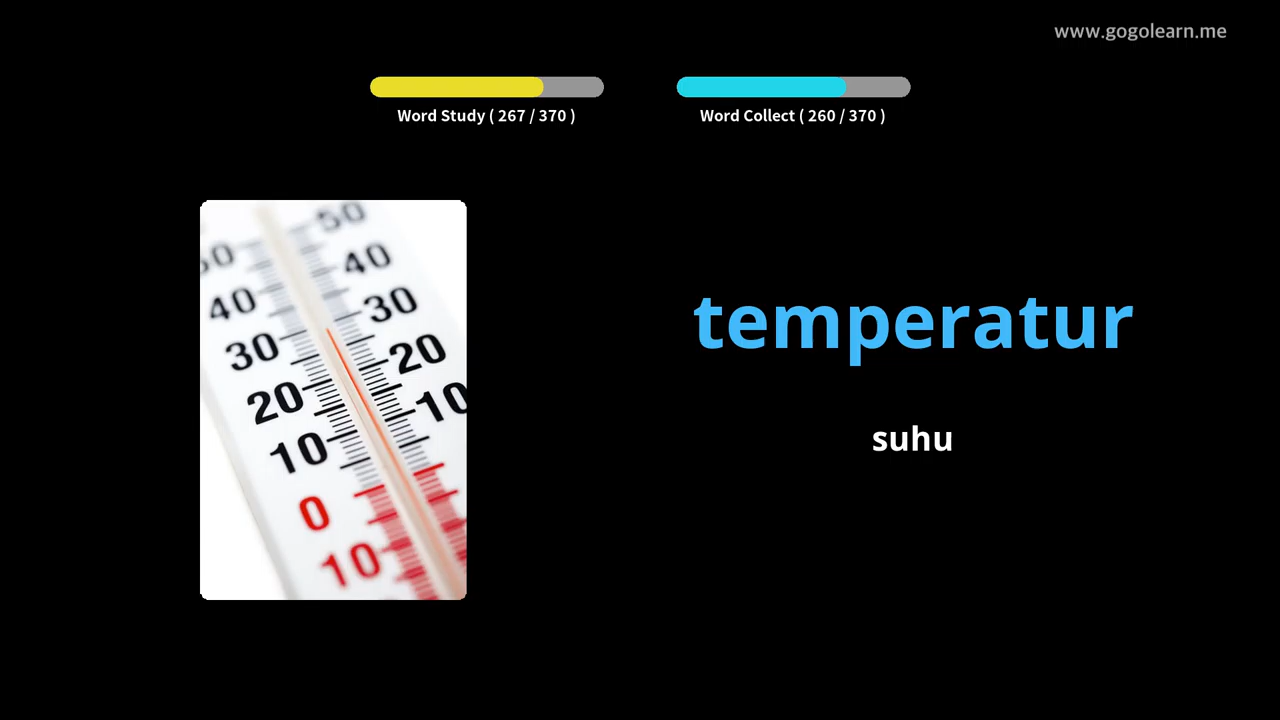 www.gogolearn.me
Word Study ( 267 / 370 )
Word Collect ( 260 / 370 )
50
40
40
30
30
20
20
10
10
0
10
temperatur
suhu